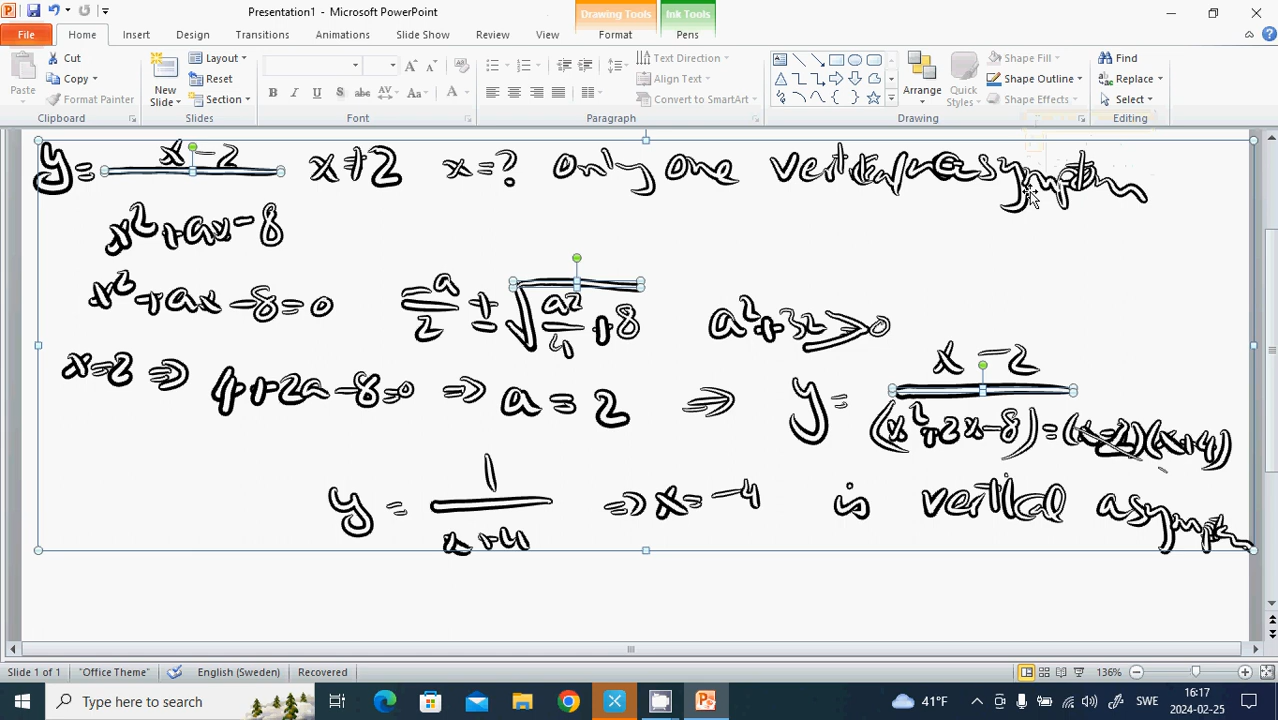 Presentation1 - Microsoft PowerPoint
Drawing Tools Ink Tools
File Home Insert Design Transitions Animations Slide Show Review View Format Pens
Paste Cut Copy Format Painter
New Slide Layout Reset Section
B I U S abc AV Aa A
Text Direction Align Text Convert to SmartArt
Arrange Quick Styles Shape Fill Shape Outline Shape Effects
Find Replace Select
Clipboard Slides Font Paragraph Drawing Editing
y = (x-2)/(x²+ax-8) x≠2 x=? only one vertical asymptom
x²+ax-8=0 -a/2 ± √(a²/4+8) a²+32>0
x=2 ⇒ 4+2a-8=0 ⇒ a=2 ⇒ y = (x-2)/((x²+2x-8)=(x-2)(x+4))
y = 1/(x+4) ⇒ x=-4 is vertical asymptom
Slide 1 of 1 "Office Theme" English (Sweden) Recovered 136%
Type here to search 41°F SWE 16:17
2024-02-25